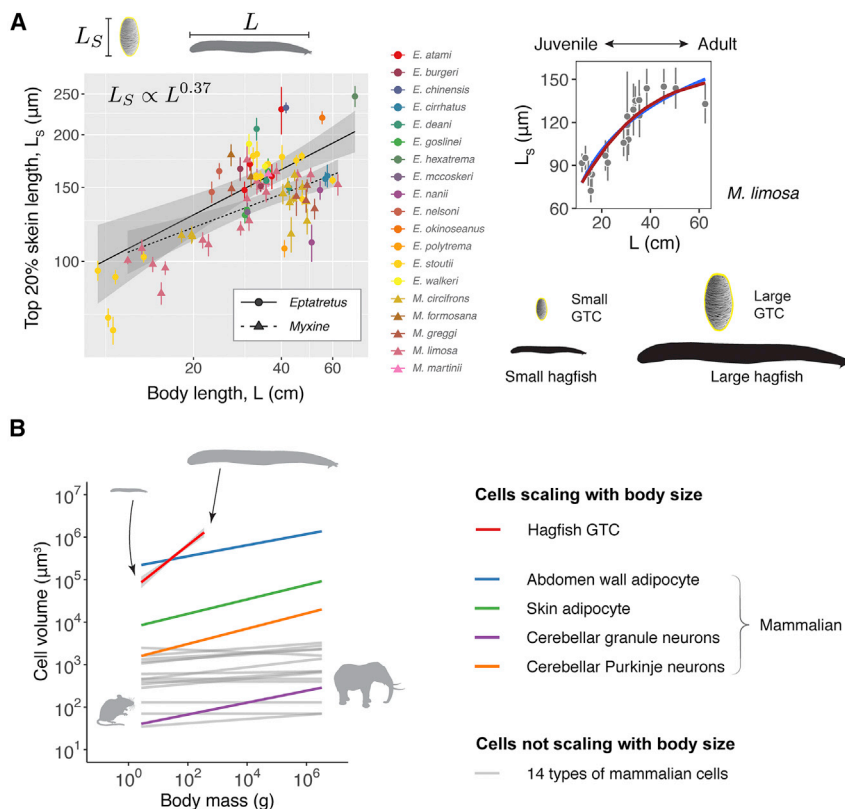 A
L_S
L
L_S ∝ L^0.37
Top 20% skein length, L_S (µm)
250
200
150
100
20
40
60
Body length, L (cm)
Eptatretus
Myxine
E. atami
E. burgeri
E. chinensis
E. cirrhatus
E. deani
E. goslinei
E. hexatrema
E. mccoskeri
E. nanii
E. nelsoni
E. okinoseanus
E. polytrema
E. stoutii
E. walkeri
M. circifrons
M. formosana
M. greggi
M. limosa
M. martinii
Juvenile
Adult
L_S (µm)
150
120
90
60
20
40
60
L (cm)
M. limosa
Small
GTC
Large
GTC
Small hagfish
Large hagfish
B
Cell volume (µm³)
10^7
10^6
10^5
10^4
10^3
10^2
10^1
10^0
10^2
10^4
10^6
Body mass (g)
Cells scaling with body size
Hagfish GTC
Abdomen wall adipocyte
Skin adipocyte
Cerebellar granule neurons
Cerebellar Purkinje neurons
Mammalian
Cells not scaling with body size
14 types of mammalian cells